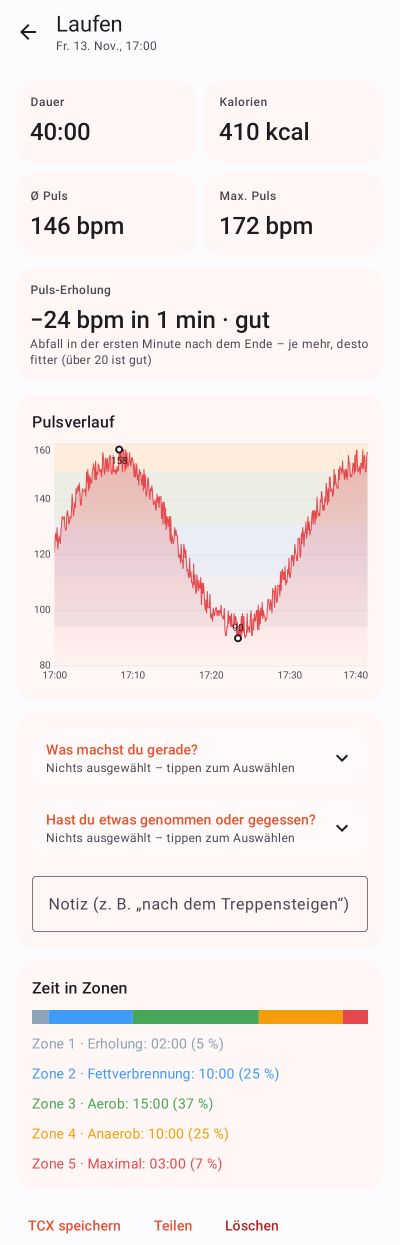 Laufen
Fr. 13. Nov., 17:00
Dauer
40:00
Kalorien
410 kcal
Ø Puls
146 bpm
Max. Puls
172 bpm
Puls-Erholung
−24 bpm in 1 min · gut
Abfall in der ersten Minute nach dem Ende – je mehr, desto
fitter (über 20 ist gut)
Pulsverlauf
160
158
140
120
100
90
80
17:00
17:10
17:20
17:30
17:40
Was machst du gerade?
Nichts ausgewählt – tippen zum Auswählen
Hast du etwas genommen oder gegessen?
Nichts ausgewählt – tippen zum Auswählen
Notiz (z. B. „nach dem Treppensteigen“)
Zeit in Zonen
Zone 1 · Erholung: 02:00 (5 %)
Zone 2 · Fettverbrennung: 10:00 (25 %)
Zone 3 · Aerob: 15:00 (37 %)
Zone 4 · Anaerob: 10:00 (25 %)
Zone 5 · Maximal: 03:00 (7 %)
TCX speichern
Teilen
Löschen